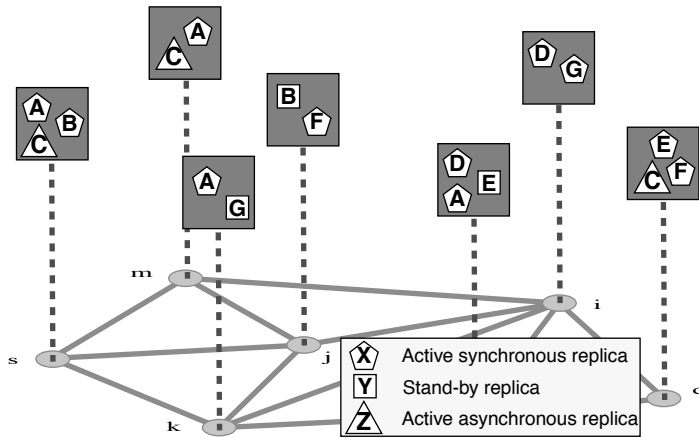 A
C
D
G
A
B
C
B
F
E
F
C
D
E
A
A
G
m
i
s
j
k
X Active synchronous replica
Y Stand-by replica
Z Active asynchronous replica